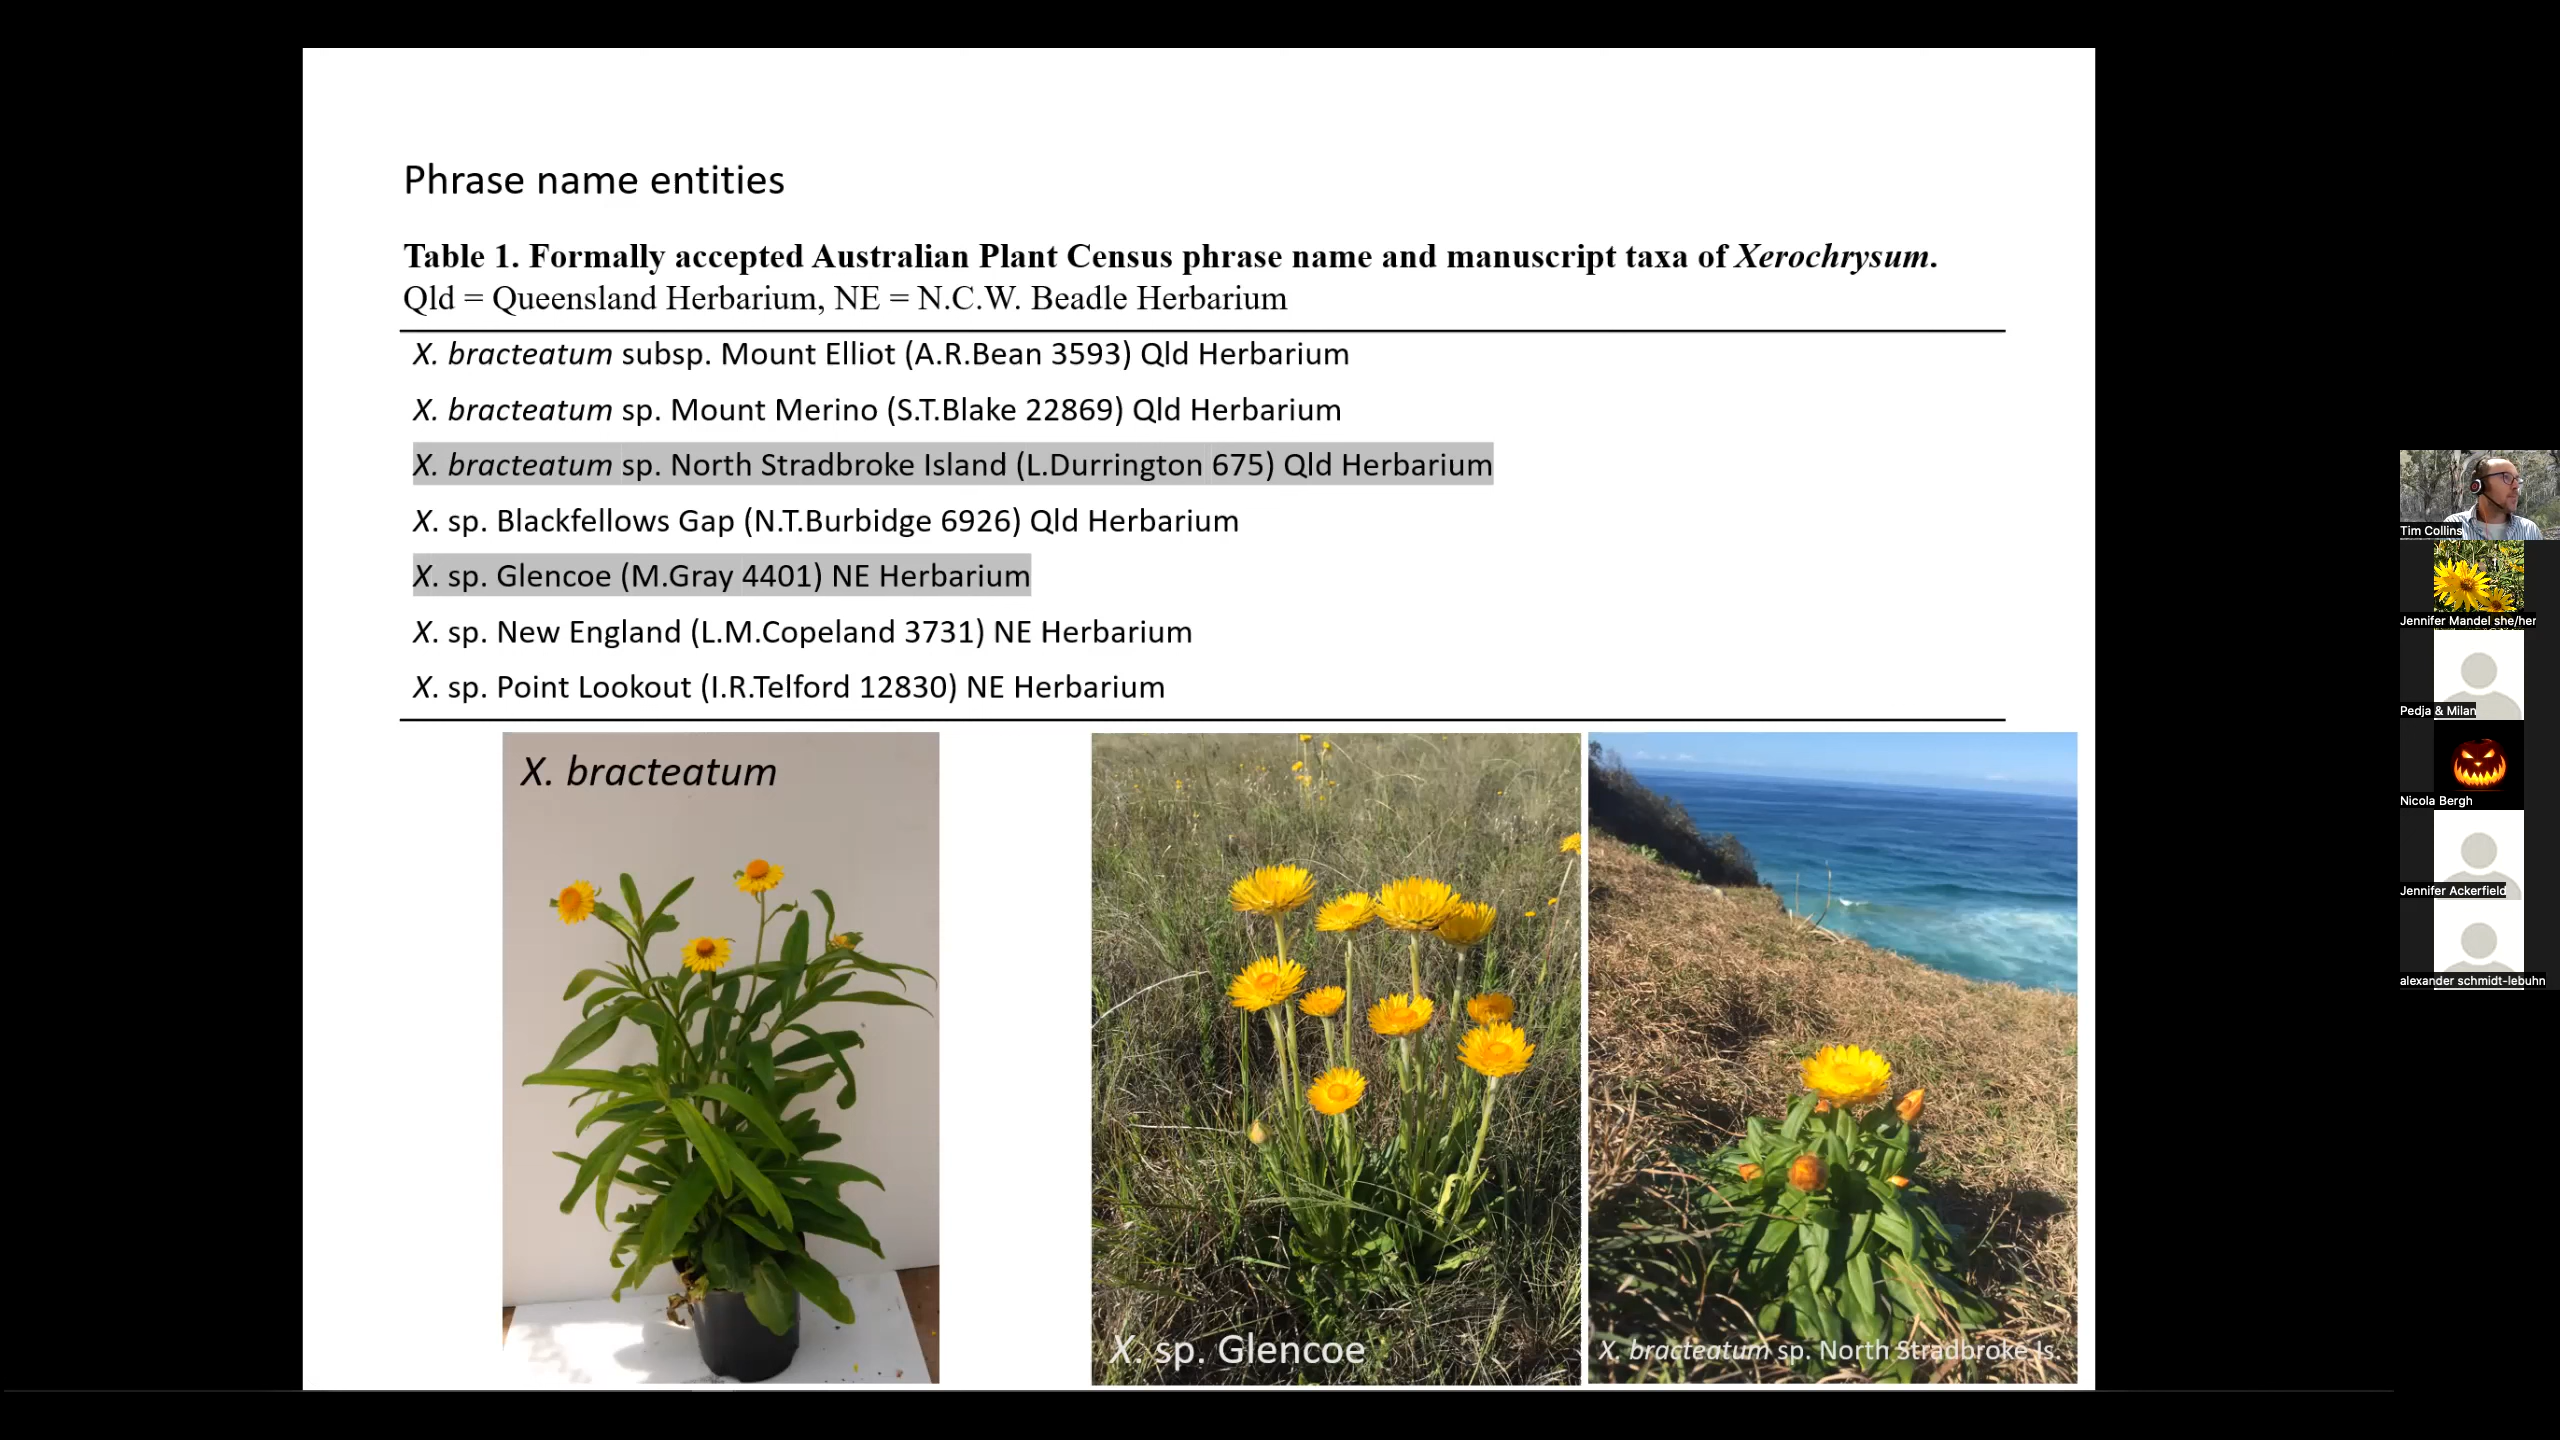 Phrase name entities
Table 1. Formally accepted Australian Plant Census phrase name and manuscript taxa of Xerochrysum.
Qld = Queensland Herbarium, NE = N.C.W. Beadle Herbarium
X. bracteatum subsp. Mount Elliot (A.R.Bean 3593) Qld Herbarium
X. bracteatum sp. Mount Merino (S.T.Blake 22869) Qld Herbarium
X. bracteatum sp. North Stradbroke Island (L.Durrington 675) Qld Herbarium
X. sp. Blackfellows Gap (N.T.Burbidge 6926) Qld Herbarium
X. sp. Glencoe (M.Gray 4401) NE Herbarium
X. sp. New England (L.M.Copeland 3731) NE Herbarium
X. sp. Point Lookout (I.R.Telford 12830) NE Herbarium
X. bracteatum
X. sp. Glencoe
X. bracteatum sp. North Stradbroke Is.
Tim Collins
Jennifer Mandel she/her
Pedja & Milan
Nicola Bergh
Jennifer Ackerfield
alexander schmidt-lebuhn